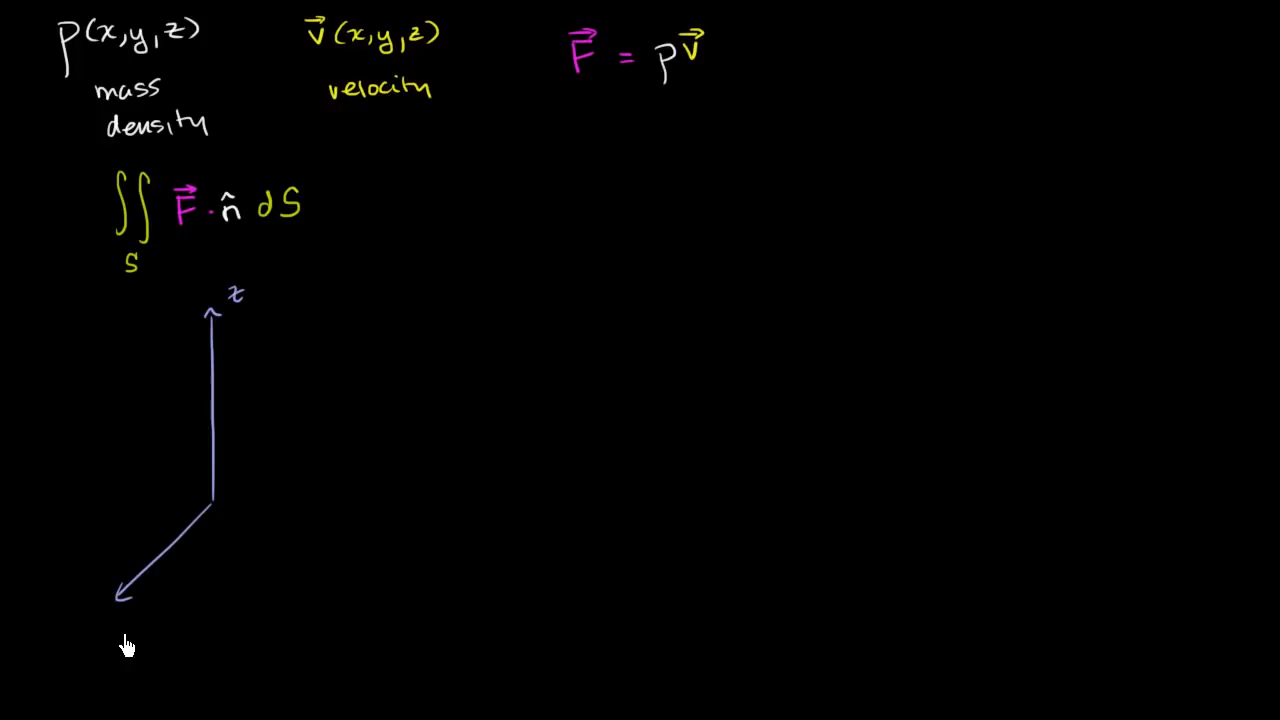 ρ(x,y,z) v⃗(x,y,z) F⃗ = ρv⃗
mass velocity
density
∬ F⃗ · n̂ dS
S
z